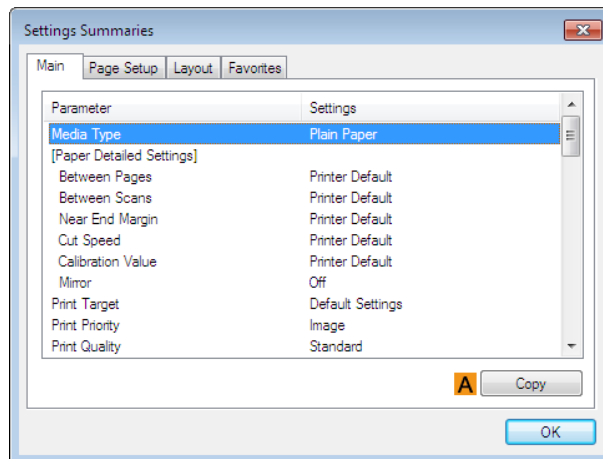 Settings Summaries
Main Page Setup Layout Favorites
Parameter Settings
Media Type Plain Paper
[Paper Detailed Settings]
Between Pages Printer Default
Between Scans Printer Default
Near End Margin Printer Default
Cut Speed Printer Default
Calibration Value Printer Default
Mirror Off
Print Target Default Settings
Print Priority Image
Print Quality Standard
A Copy
OK